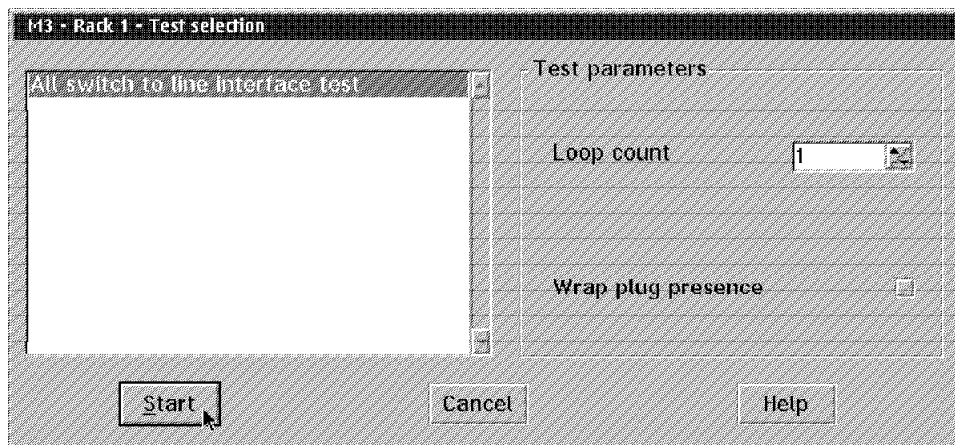 M3 - Rack 1 - Test selection
All switch to line interface test
Test parameters
Loop count
1
Wrap plug presence
Start
Cancel
Help